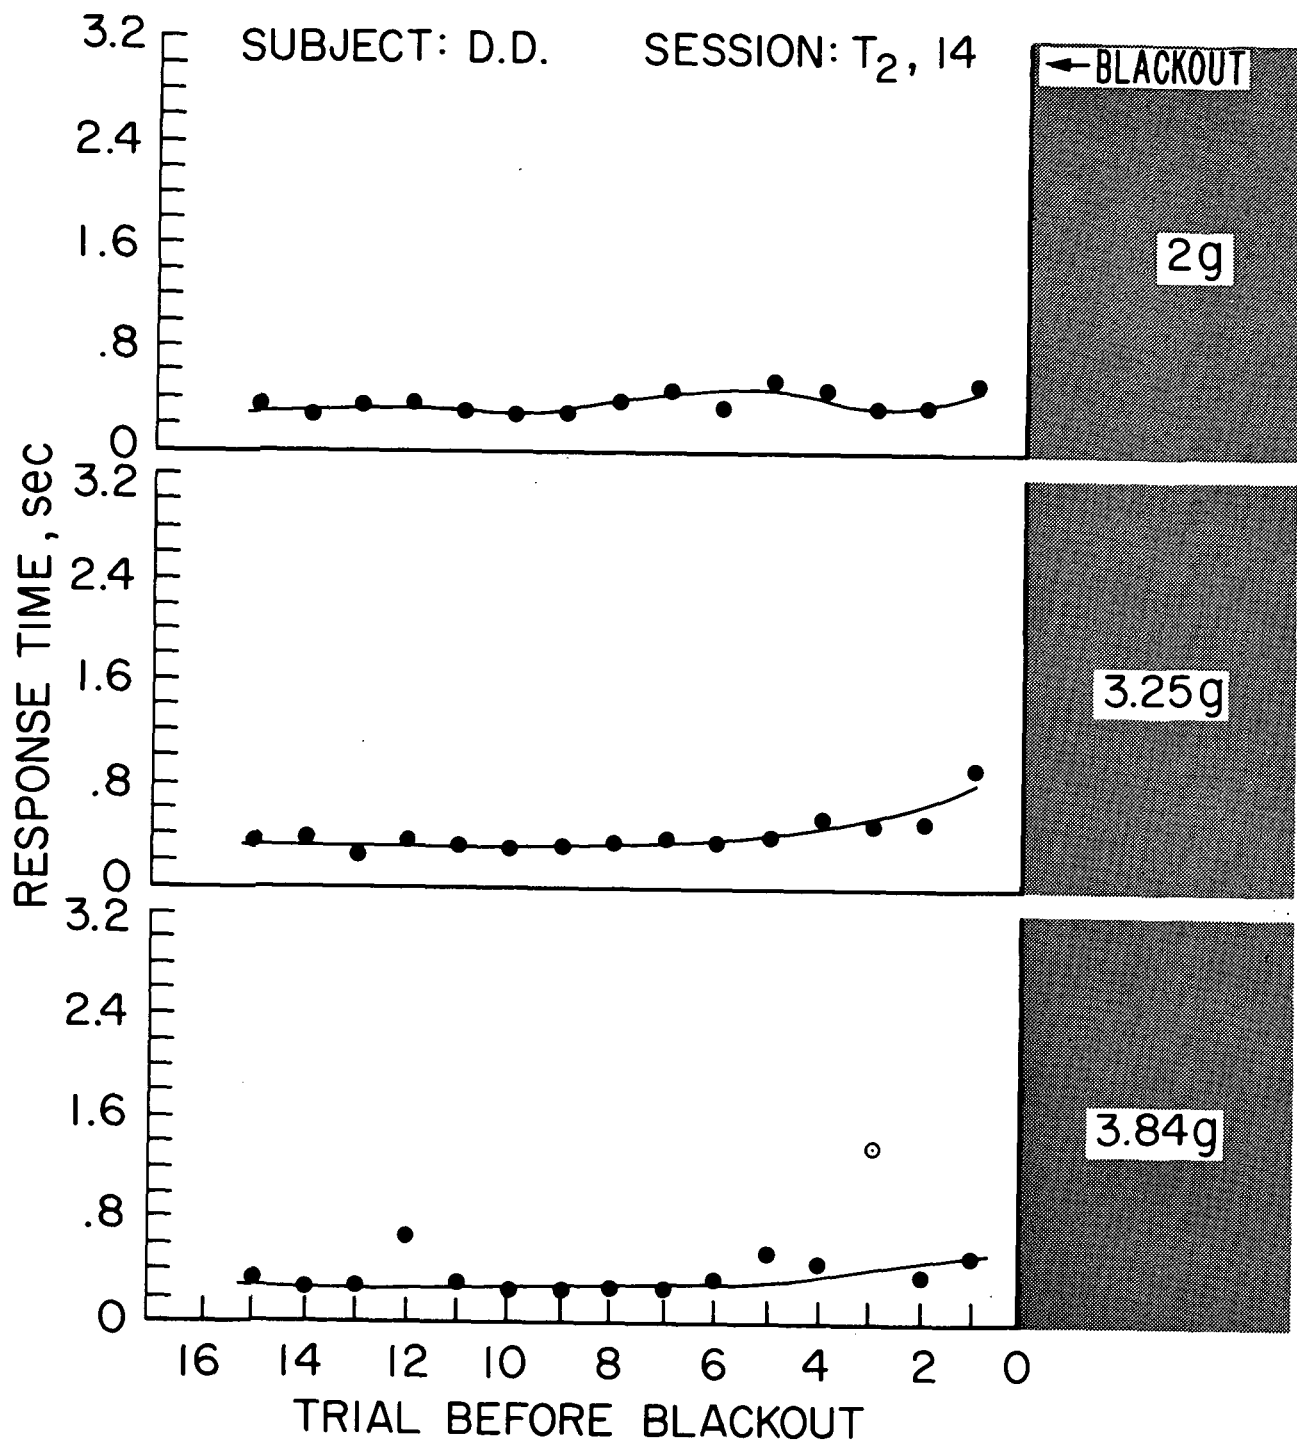 SUBJECT: D.D. SESSION: T₂, 14
←BLACKOUT
3.2
2.4
1.6
.8
0
2g
RESPONSE TIME, sec
3.2
2.4
1.6
.8
0
3.25g
3.2
2.4
1.6
.8
0
3.84g
16 14 12 10 8 6 4 2 0
TRIAL BEFORE BLACKOUT